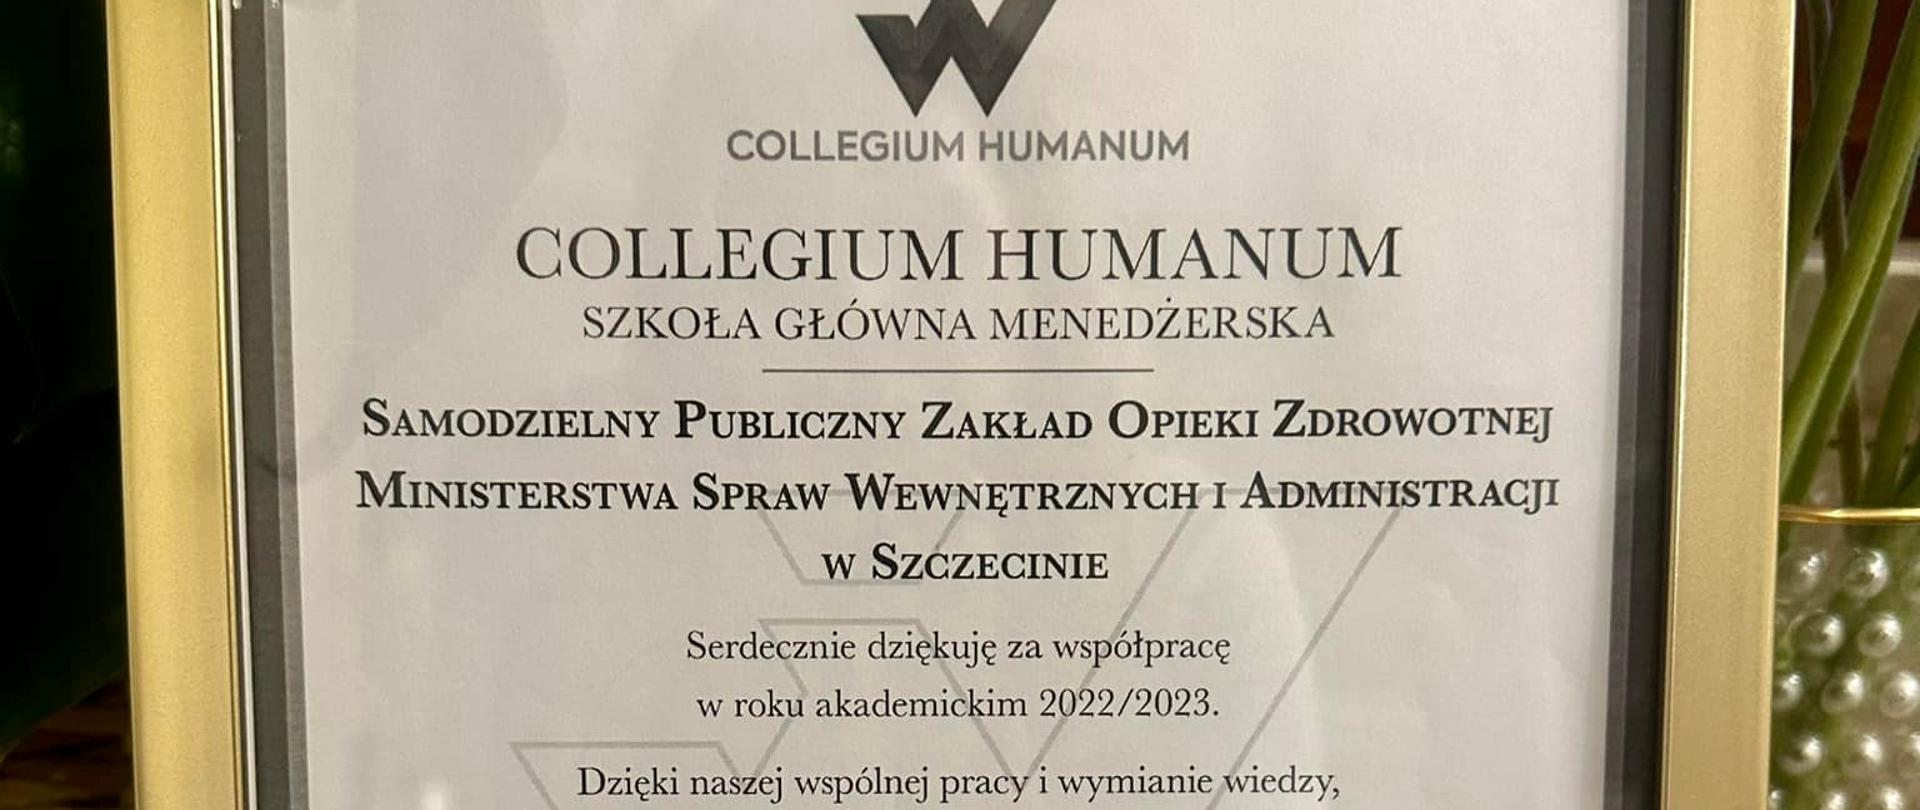 COLLEGIUM HUMANUM
COLLEGIUM HUMANUM
SZKOŁA GŁÓWNA MENEDŻERSKA
SAMODZIELNY PUBLICZNY ZAKŁAD OPIEKI ZDROWOTNEJ
MINISTERSTWA SPRAW WEWNĘTRZNYCH I ADMINISTRACJI
W SZCZECINIE
Serdecznie dziękuję za współpracę
w roku akademickim 2022/2023.
Dzięki naszej wspólnej pracy i wymianie wiedzy,